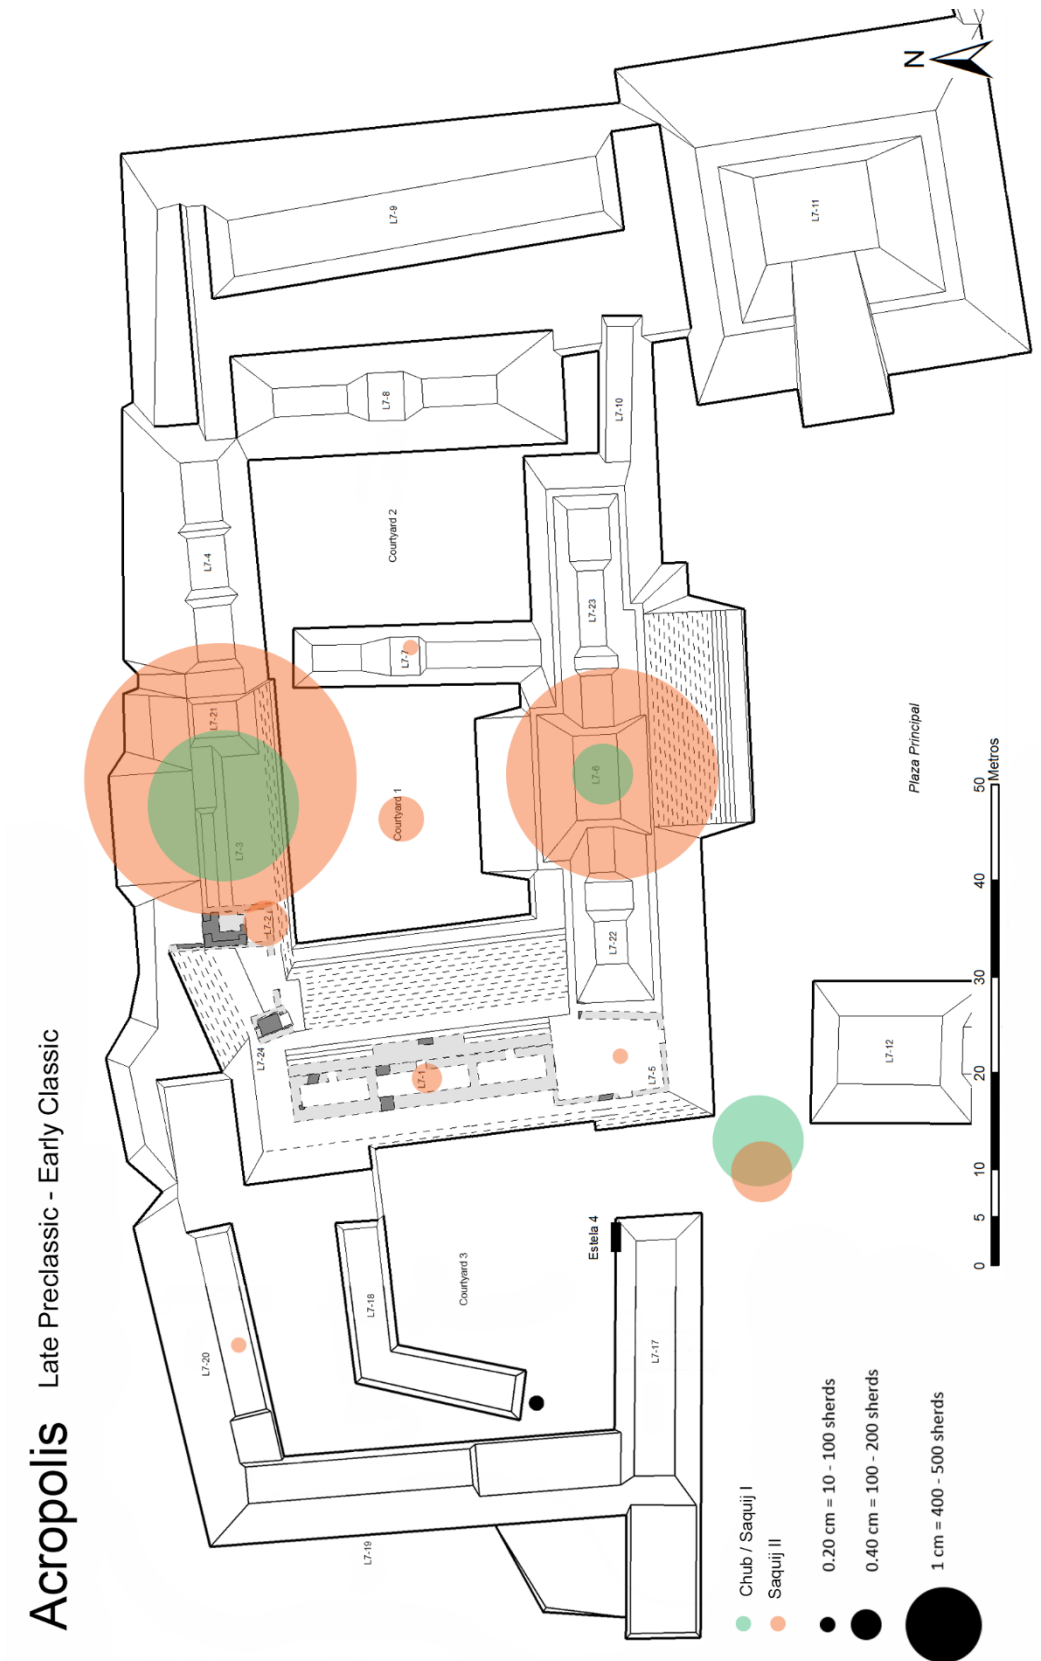 Acropolis Late Preclassic - Early Classic
N
L7-9
L7-11
L7-8
L7-10
L7-4
Courtyard 2
L7-23
L7-7
L7-21
L7-6
Courtyard 1
L7-3
L7-2
L7-22
L7-24
L7-1
L7-5
L7-12
Plaza Principal
L7-20
L7-18
Courtyard 3
Estela 4
L7-17
L7-19
0 5 10 20 30 40 50
Metros
Chub / Saquij I
Saquij II
0.20 cm = 10 - 100 sherds
0.40 cm = 100 - 200 sherds
1 cm = 400 - 500 sherds